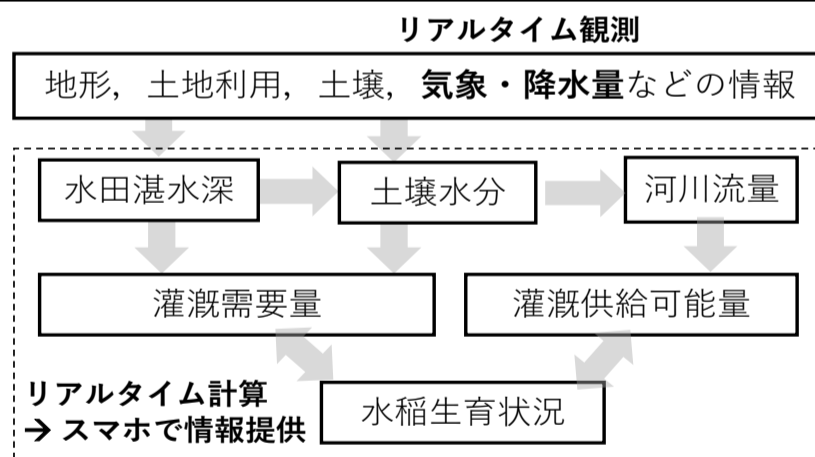 リアルタイム観測
地形, 土地利用, 土壌, 気象・降水量などの情報
水田湛水深
土壌水分
河川流量
灌漑需要量
灌漑供給可能量
リアルタイム計算
→ スマホで情報提供
水稲生育状況